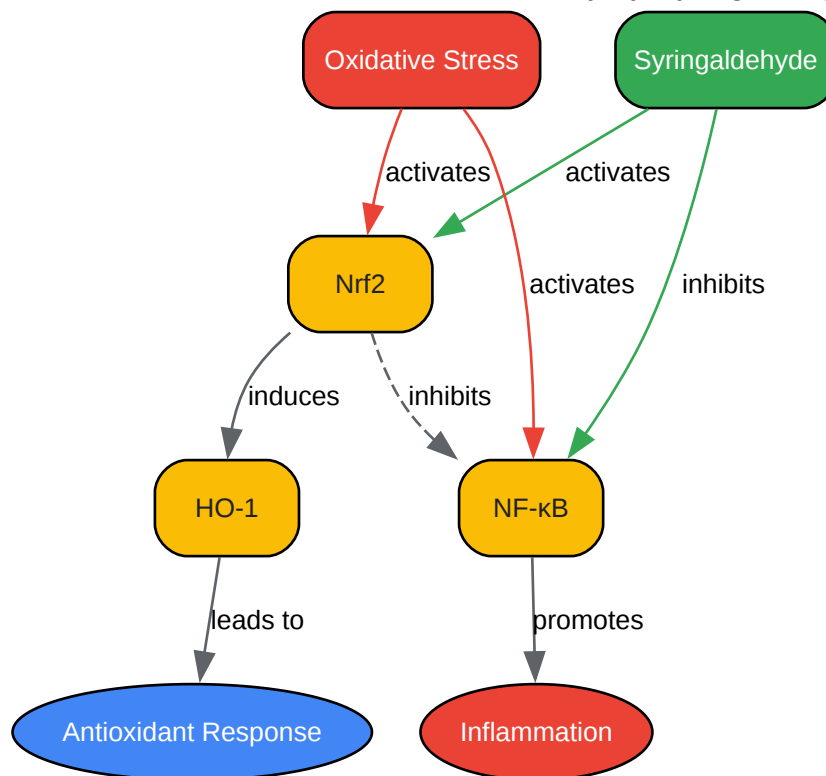 Oxidative Stress
Syringaldehyde
activates
activates
Nrf2
activates
inhibits
induces
inhibits
HO-1
NF-κB
leads to
promotes
Antioxidant Response
Inflammation